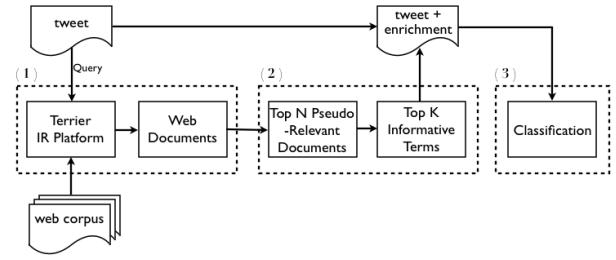 tweet
tweet +
enrichment
(1)
Query
(2)
(3)
Terrier
IR Platform
Web
Documents
Top N Pseudo
-Relevant
Documents
Top K
Informative
Terms
Classification
web corpus